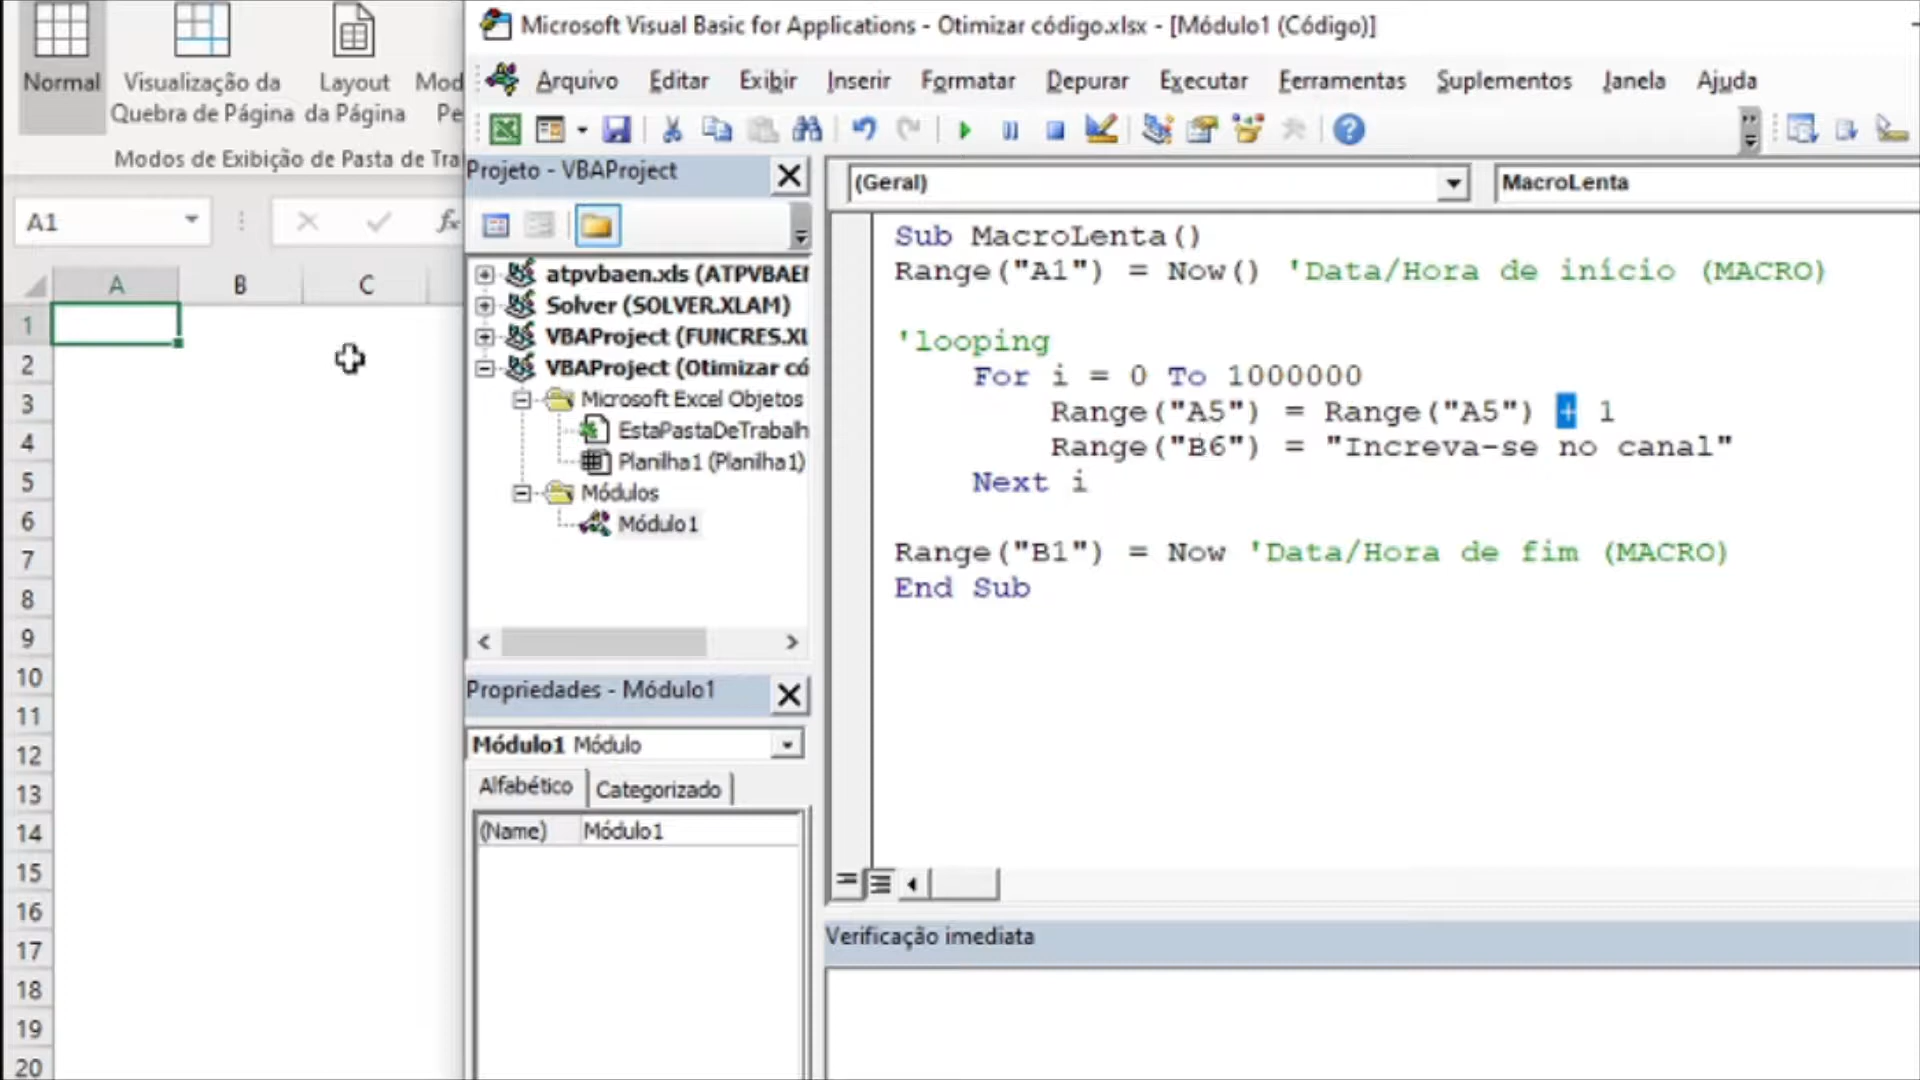 Microsoft Visual Basic for Applications - Otimizar código.xlsx - [Módulo1 (Código)]
Arquivo Editar Exibir Inserir Formatar Depurar Executar Ferramentas Suplementos Janela Ajuda
Normal
Visualização da
Quebra de Página
Layout
da Página
Mod
Pe
Modos de Exibição de Pasta de Tra
A1
fx
A B C
1
2
3
4
5
6
7
8
9
10
11
12
13
14
15
16
17
18
19
20
Projeto - VBAProject
atpvbaen.xls (ATPVBAEN
Solver (SOLVER.XLAM)
VBAProject (FUNCRES.XL
VBAProject (Otimizar có
Microsoft Excel Objetos
EstaPastaDeTrabalh
Planilha1 (Planilha1)
Módulos
Módulo1
Propriedades - Módulo1
Módulo1 Módulo
Alfabético Categorizado
(Name) Módulo1
(Geral) MacroLenta
Sub MacroLenta()
Range("A1") = Now() 'Data/Hora de início (MACRO)
'looping
For i = 0 To 1000000
Range("A5") = Range("A5") + 1
Range("B6") = "Increva-se no canal"
Next i
Range("B1") = Now 'Data/Hora de fim (MACRO)
End Sub
Verificação imediata